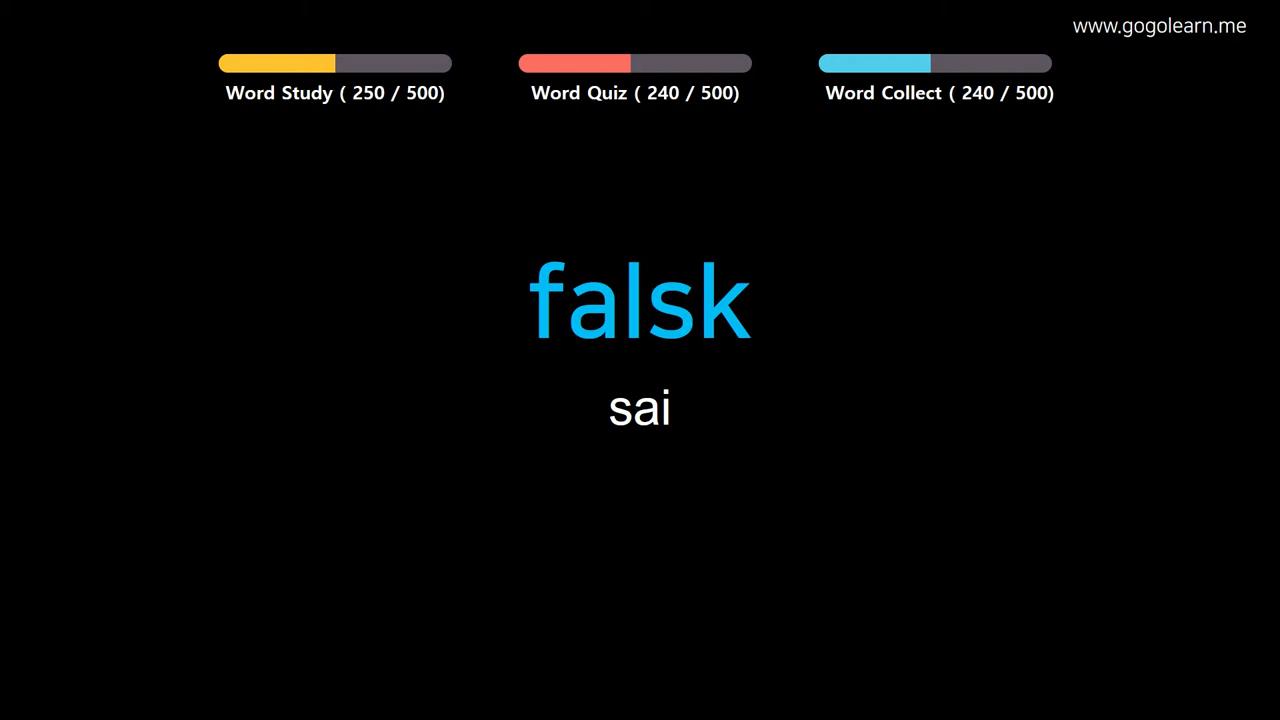 www.gogolearn.me
Word Study ( 250 / 500)
Word Quiz ( 240 / 500)
Word Collect ( 240 / 500)
falsk
sai